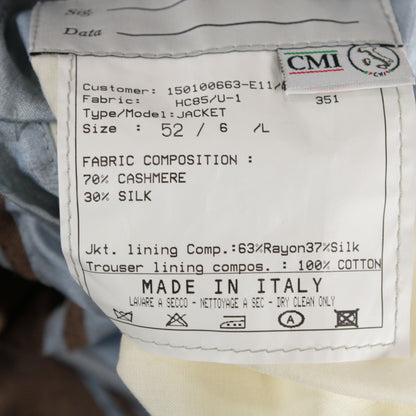 Sig.
Data
CMI
CMI
Customer: 150100663-E11/
Fabric: HC85/U-1 351
Type/Model:JACKET
Size : 52 / 6 /L
FABRIC COMPOSITION :
70% CASHMERE
30% SILK
Jkt. lining Comp.:63%Rayon37%Silk
Trouser lining compos. : 100% COTTON
MADE IN ITALY
LAVARE A SECCO - NETTOYAGE A SEC - DRY CLEAN ONLY
A